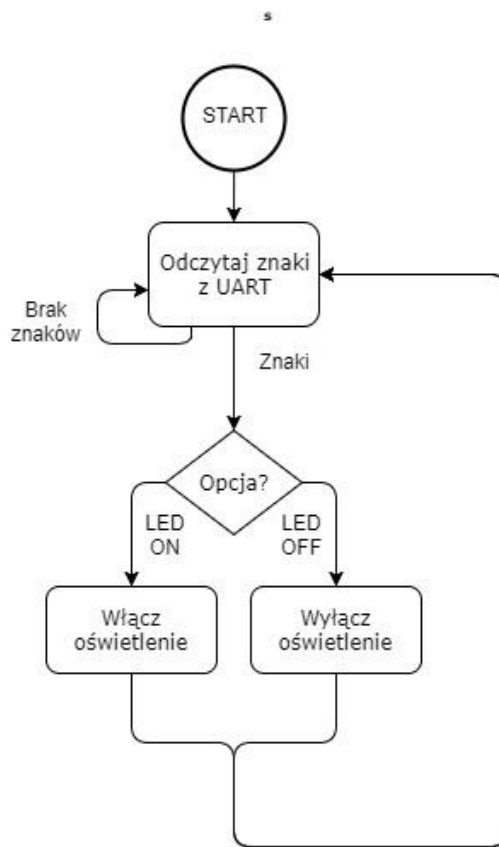 s
START
Odczytaj znaki
z UART
Brak
znaków
Znaki
Opcja?
LED
ON
LED
OFF
Włącz
oświetlenie
Wyłącz
oświetlenie